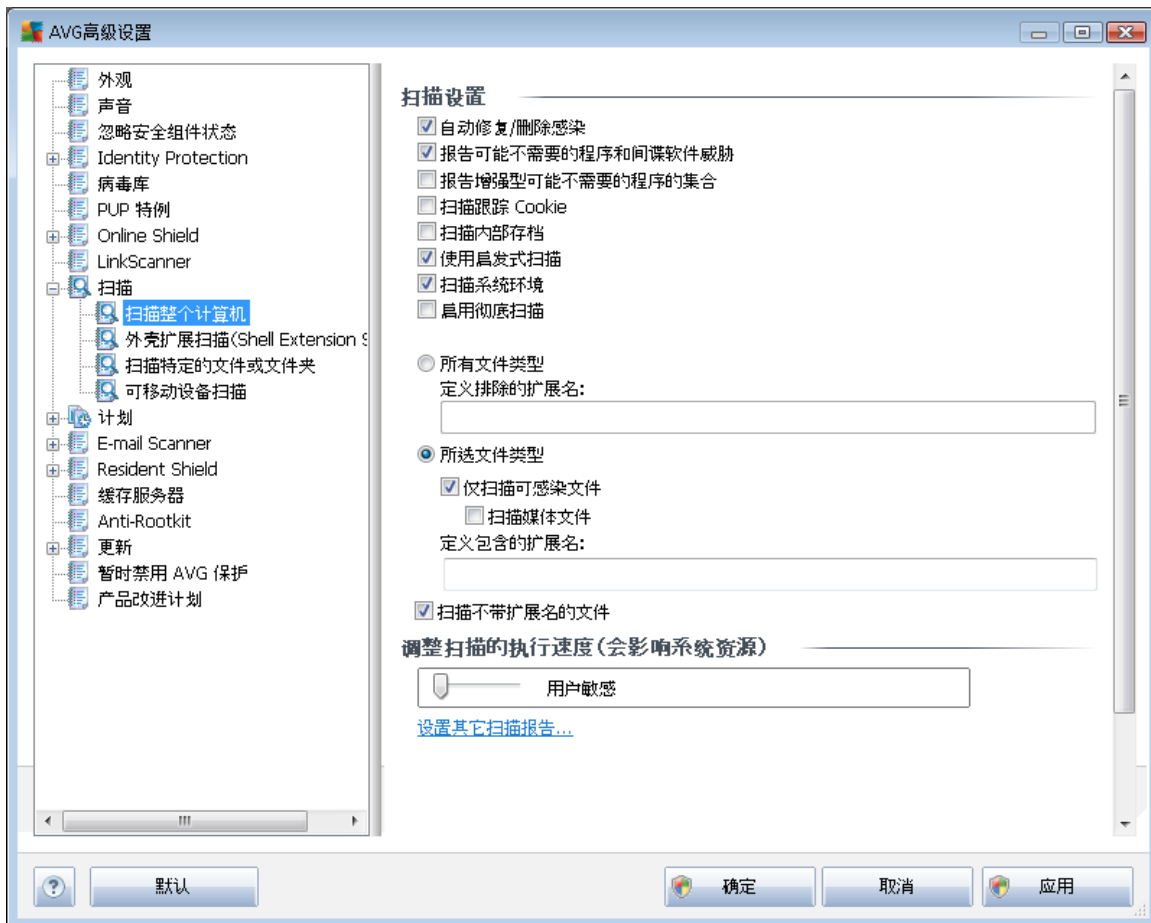 AVG高级设置
外观
声音
忽略安全组件状态
Identity Protection
病毒库
PUP 特例
Online Shield
LinkScanner
扫描
扫描整个计算机
外壳扩展扫描(Shell Extension S
扫描特定的文件或文件夹
可移动设备扫描
计划
E-mail Scanner
Resident Shield
缓存服务器
Anti-Rootkit
更新
暂时禁用 AVG 保护
产品改进计划
扫描设置
自动修复/删除感染
报告可能不需要的程序和间谍软件威胁
报告增强型可能不需要的程序的集合
扫描跟踪 Cookie
扫描内部存档
使用启发式扫描
扫描系统环境
启用彻底扫描
所有文件类型
定义排除的扩展名:
所选文件类型
仅扫描可感染文件
扫描媒体文件
定义包含的扩展名:
扫描不带扩展名的文件
调整扫描的执行速度(会影响系统资源)
用户敏感
设置其它扫描报告...
默认
确定
取消
应用